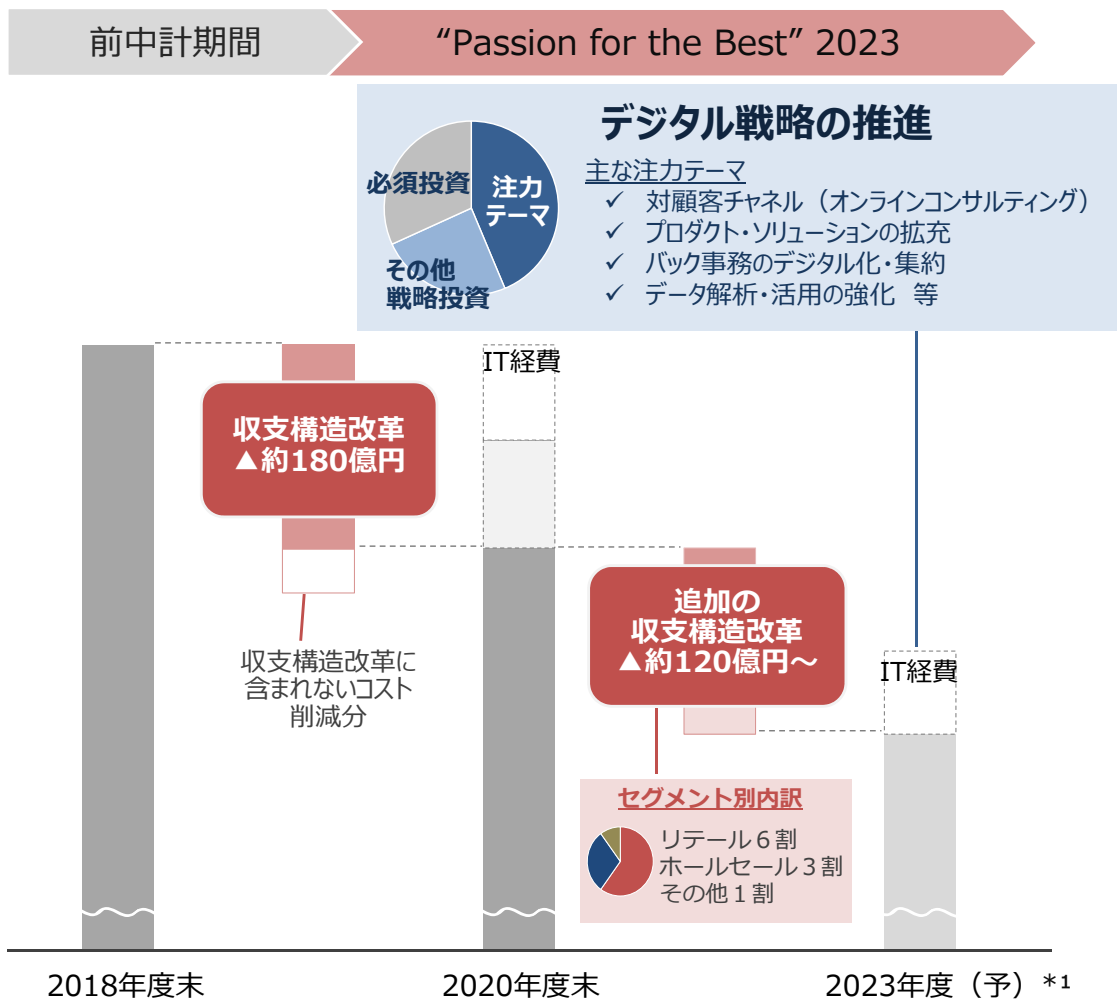 前中計期間
“Passion for the Best” 2023
デジタル戦略の推進
主な注力テーマ
✓ 対顧客チャネル（オンラインコンサルティング）
✓ プロダクト・ソリューションの拡充
✓ バック事務のデジタル化・集約
✓ データ解析・活用の強化 等
必須投資
注力
テーマ
その他
戦略投資
IT経費
収支構造改革
▲約180億円
収支構造改革に
含まれないコスト
削減分
追加の
収支構造改革
▲約120億円～
IT経費
セグメント別内訳
リテール６割
ホールセール３割
その他１割
2018年度末
2020年度末
2023年度（予）*1